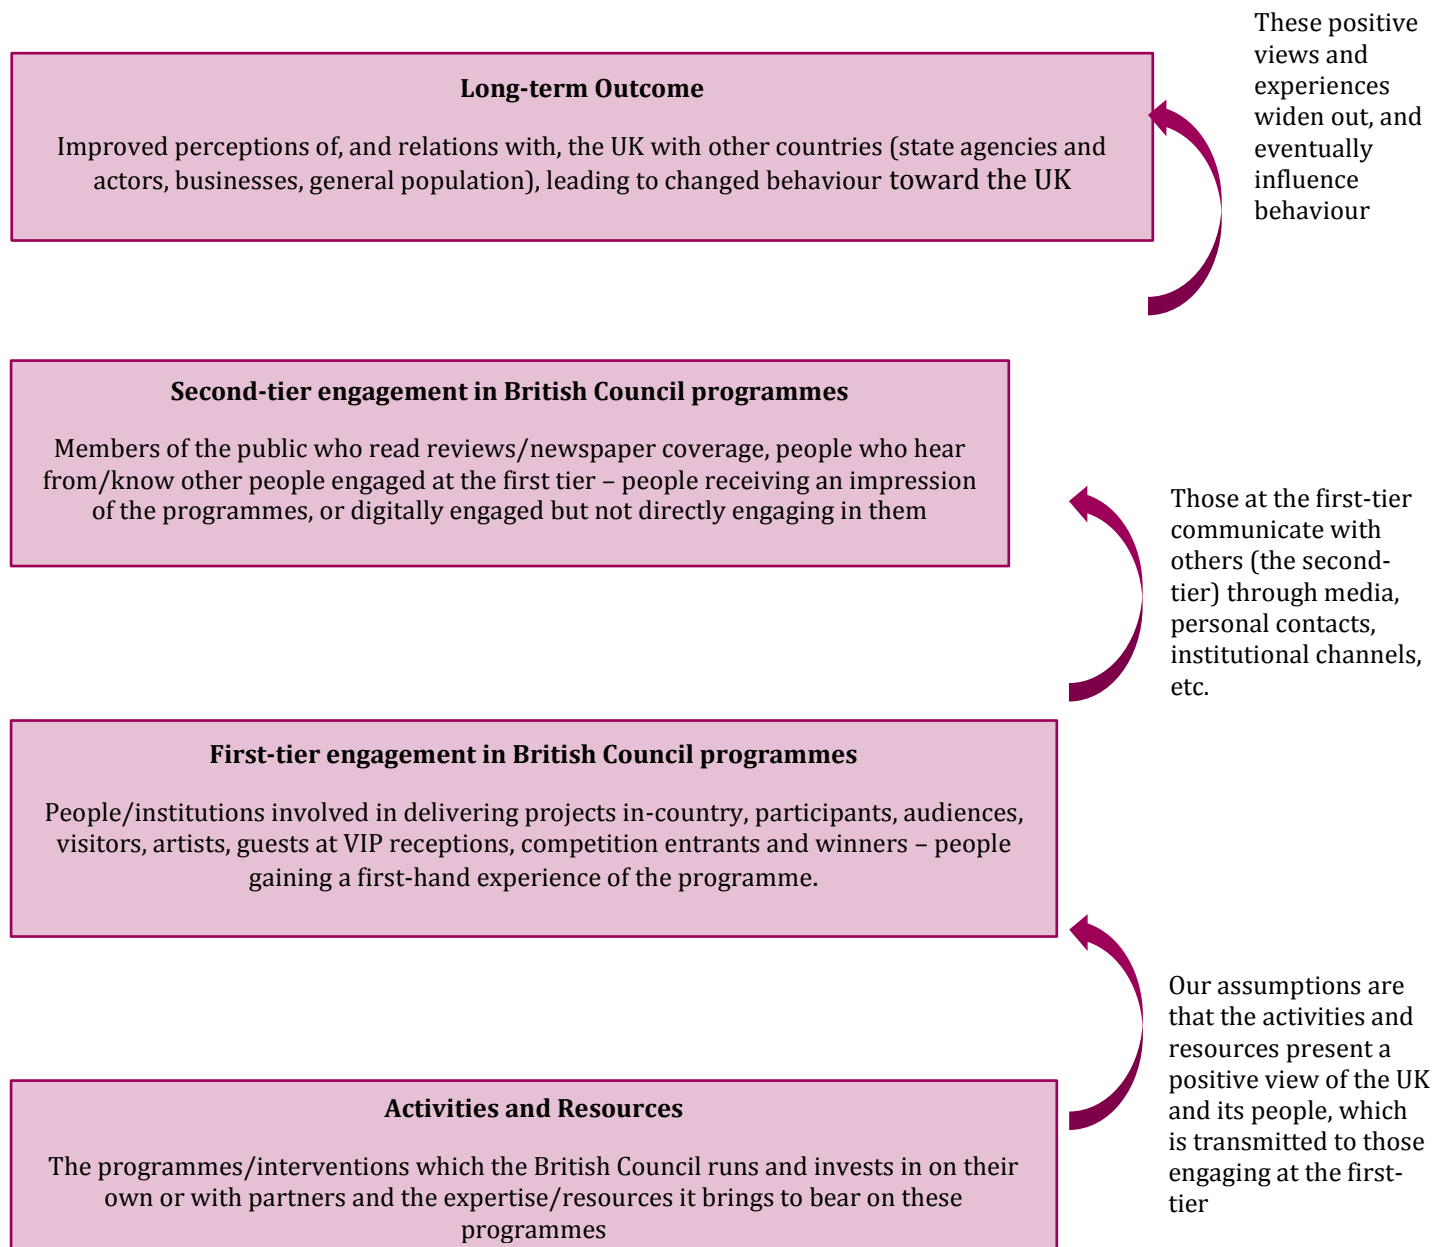 These positive
views and
experiences
widen out, and
eventually
influence
behaviour
Long-term Outcome
Improved perceptions of, and relations with, the UK with other countries (state agencies and
actors, businesses, general population), leading to changed behaviour toward the UK
Second-tier engagement in British Council programmes
Members of the public who read reviews/newspaper coverage, people who hear
from/know other people engaged at the first tier – people receiving an impression
of the programmes, or digitally engaged but not directly engaging in them
Those at the first-tier
communicate with
others (the second-
tier) through media,
personal contacts,
institutional channels,
etc.
First-tier engagement in British Council programmes
People/institutions involved in delivering projects in-country, participants, audiences,
visitors, artists, guests at VIP receptions, competition entrants and winners – people
gaining a first-hand experience of the programme.
Our assumptions are
that the activities and
resources present a
positive view of the UK
and its people, which
is transmitted to those
engaging at the first-
tier
Activities and Resources
The programmes/interventions which the British Council runs and invests in on their
own or with partners and the expertise/resources it brings to bear on these
programmes